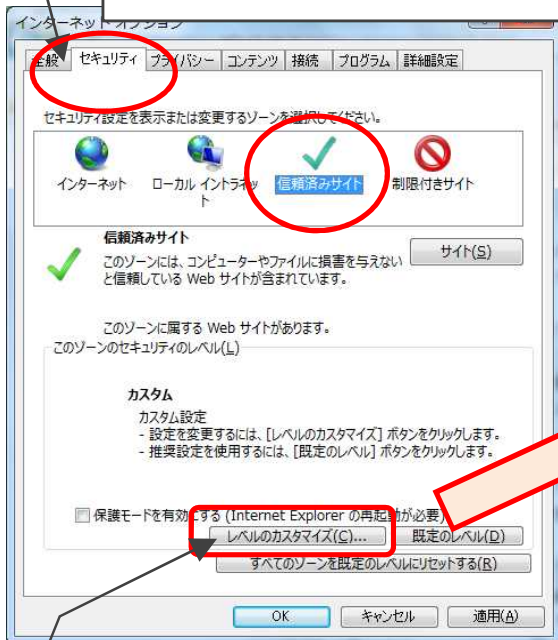 インターネット オプション
全般
セキュリティ
プライバシー
コンテンツ
接続
プログラム
詳細設定
セキュリティ設定を表示または変更するゾーンを選択してください。
インターネット
ローカル イントラネッ
ト
信頼済みサイト
制限付きサイト
信頼済みサイト
サイト(S)
このゾーンには、コンピューターやファイルに損害を与えない
と信頼している Web サイトが含まれています。
このゾーンに属する Web サイトがあります。
このゾーンのセキュリティのレベル(L)
カスタム
カスタム設定
- 設定を変更するには、[レベルのカスタマイズ] ボタンをクリックします。
- 推奨設定を使用するには、[既定のレベル] ボタンをクリックします。
保護モードを有効にする (Internet Explorer の再起動が必要)
レベルのカスタマイズ(C)...
既定のレベル(D)
すべてのゾーンを既定のレベルにリセットする(R)
OK
キャンセル
適用(A)